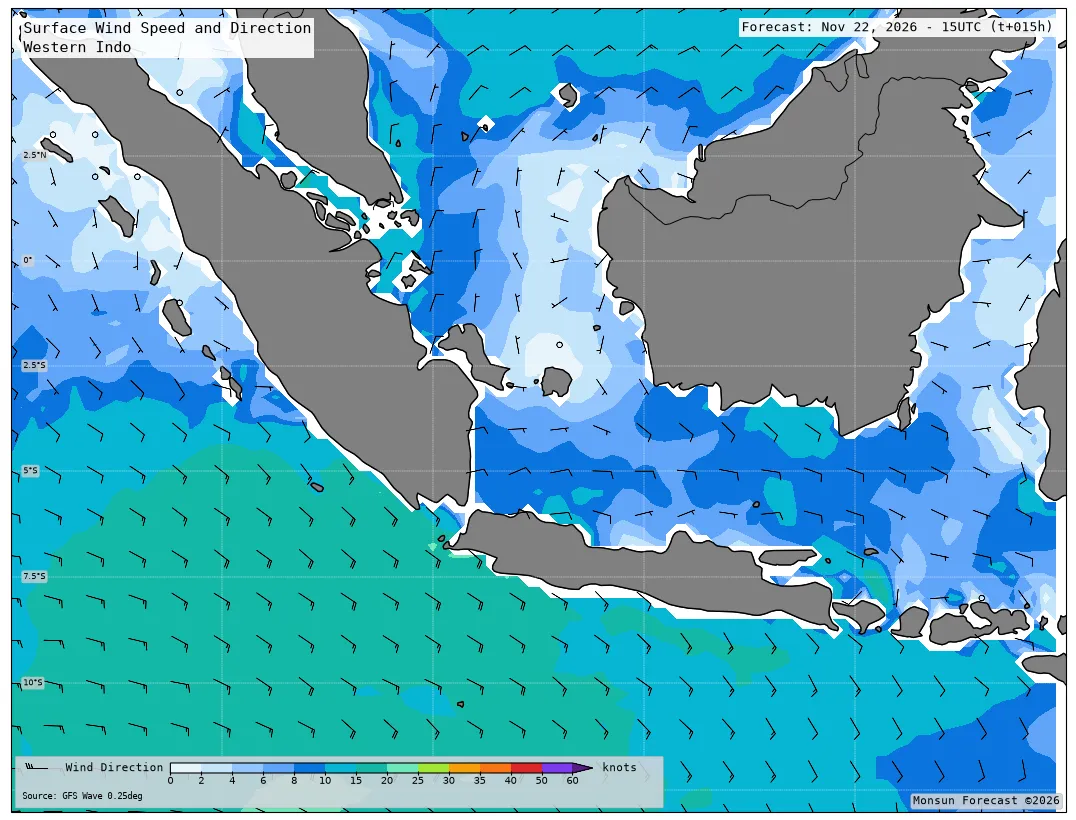 Surface Wind Speed and Direction
Western Indo
Forecast: Nov 22, 2026 - 15UTC (t+015h)
2.5°N
0°
2.5°S
5°S
7.5°S
10°S
Wind Direction
0 2 4 6 8 10 15 20 25 30 35 40 50 60
knots
Source: GFS Wave 0.25deg
Monsun Forecast ©2026